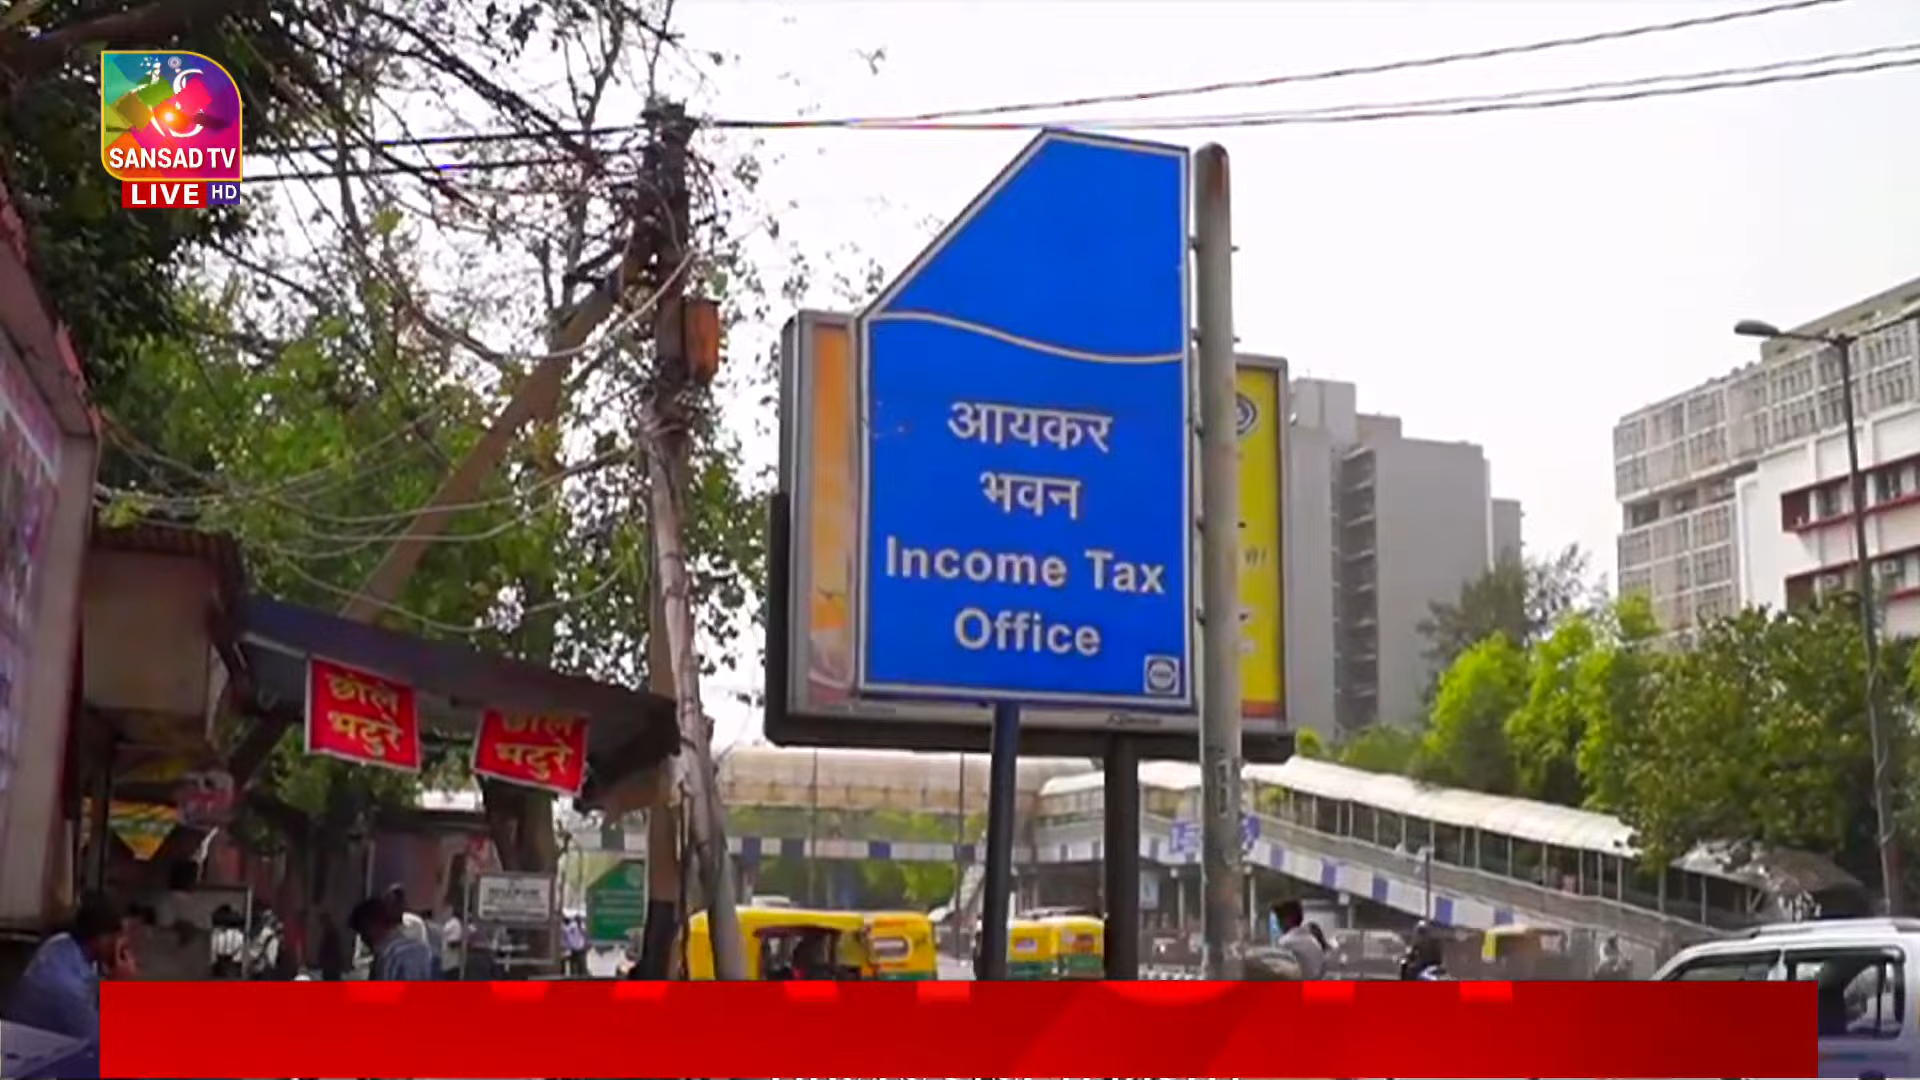 SANSAD TV
LIVE HD
आयकर
भवन
Income Tax
Office
छोले
भटुरे
छोले
भटुरे